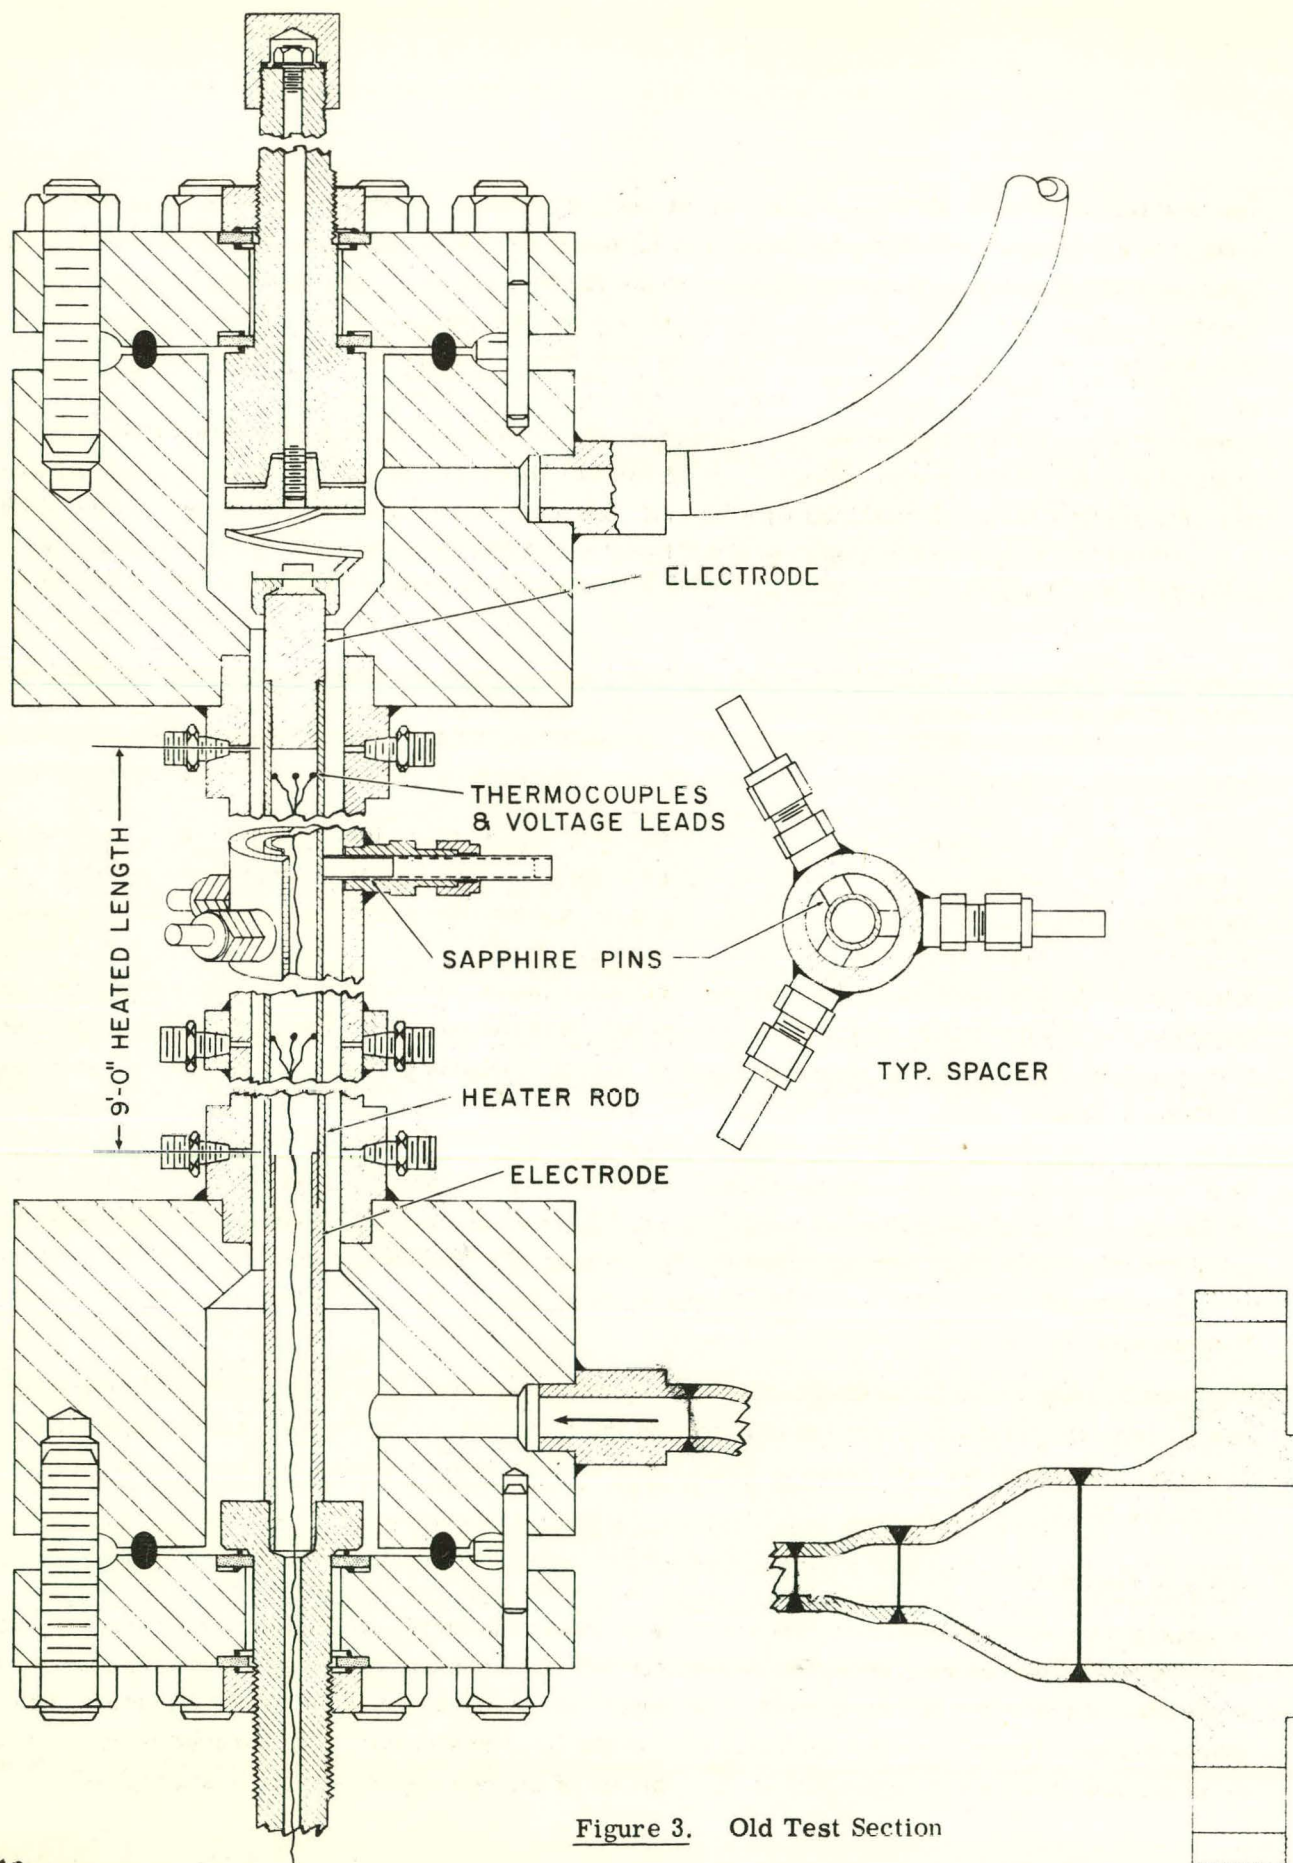 ELECTRODE
THERMOCOUPLES
& VOLTAGE LEADS
9'-0" HEATED LENGTH
SAPPHIRE PINS
TYP. SPACER
HEATER ROD
ELECTRODE
Figure 3. Old Test Section